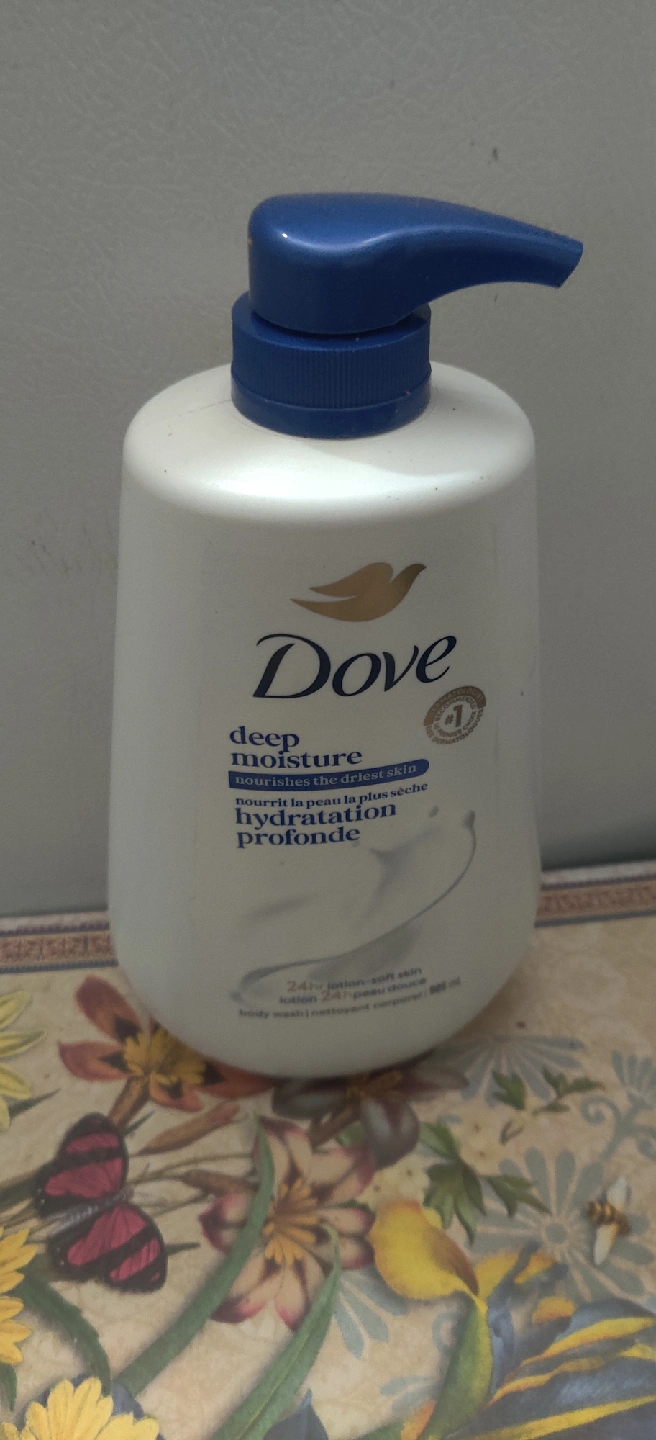 Dove
#1
deep
moisture
nourishes the driest skin
nourrit la peau la plus sèche
hydratation
profonde
24hr lotion-soft skin
lotion 24h peau douce
body wash | nettoyant corporel | mL